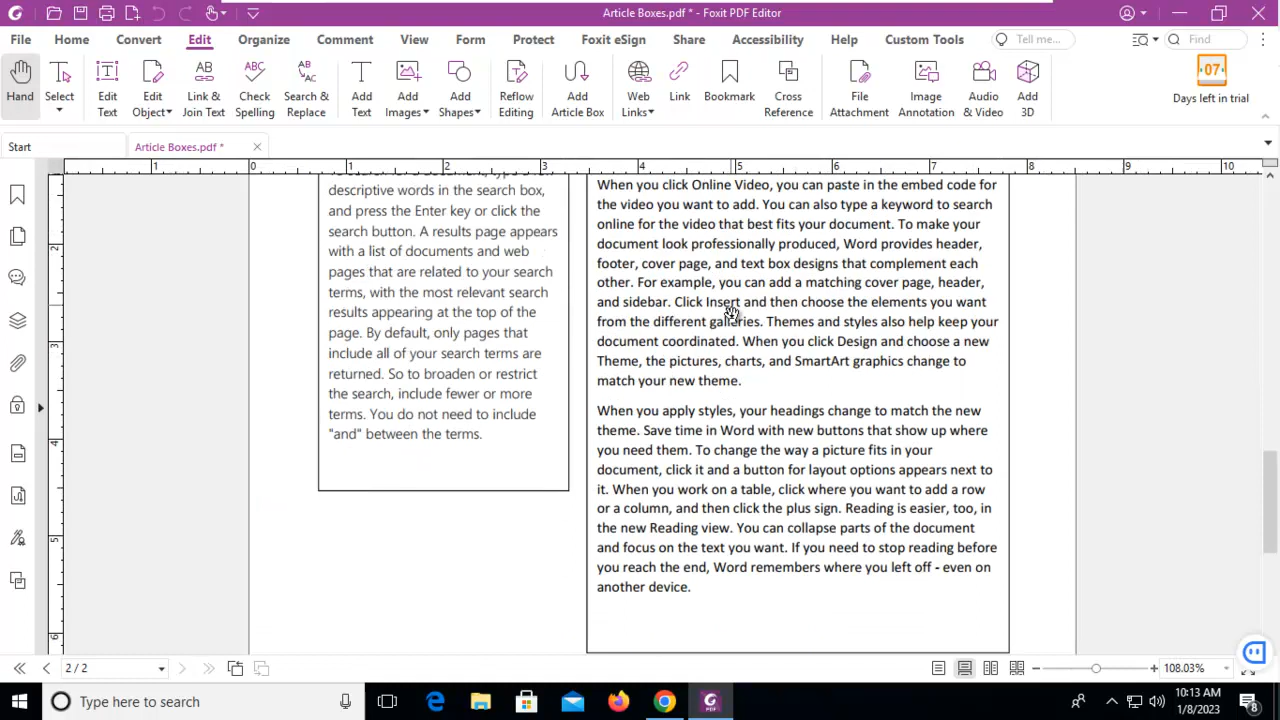 Article Boxes.pdf * - Foxit PDF Editor
File Home Convert Edit Organize Comment View Form Protect Foxit eSign Share Accessibility Help Custom Tools Tell me... Find
Hand
Select
Edit Text
Edit Object
Link & Join Text
Check Spelling
Search & Replace
Add Text
Add Images
Add Shapes
Reflow Editing
Add Article Box
Web Links
Link
Bookmark
Cross Reference
File Attachment
Image Annotation
Audio & Video
Add 3D
07
Days left in trial
Start
Article Boxes.pdf *
1 0 1 2 3 4 5 6 7 8 9 10
descriptive words in the search box,
and press the Enter key or click the
search button. A results page appears
with a list of documents and web
pages that are related to your search
terms, with the most relevant search
results appearing at the top of the
page. By default, only pages that
include all of your search terms are
returned. So to broaden or restrict
the search, include fewer or more
terms. You do not need to include
"and" between the terms.
When you click Online Video, you can paste in the embed code for
the video you want to add. You can also type a keyword to search
online for the video that best fits your document. To make your
document look professionally produced, Word provides header,
footer, cover page, and text box designs that complement each
other. For example, you can add a matching cover page, header,
and sidebar. Click Insert and then choose the elements you want
from the different galleries. Themes and styles also help keep your
document coordinated. When you click Design and choose a new
Theme, the pictures, charts, and SmartArt graphics change to
match your new theme.
When you apply styles, your headings change to match the new
theme. Save time in Word with new buttons that show up where
you need them. To change the way a picture fits in your
document, click it and a button for layout options appears next to
it. When you work on a table, click where you want to add a row
or a column, and then click the plus sign. Reading is easier, too, in
the new Reading view. You can collapse parts of the document
and focus on the text you want. If you need to stop reading before
you reach the end, Word remembers where you left off - even on
another device.
2
3
4
5
6
2 / 2
108.03%
Type here to search
10:13 AM
1/8/2023
8